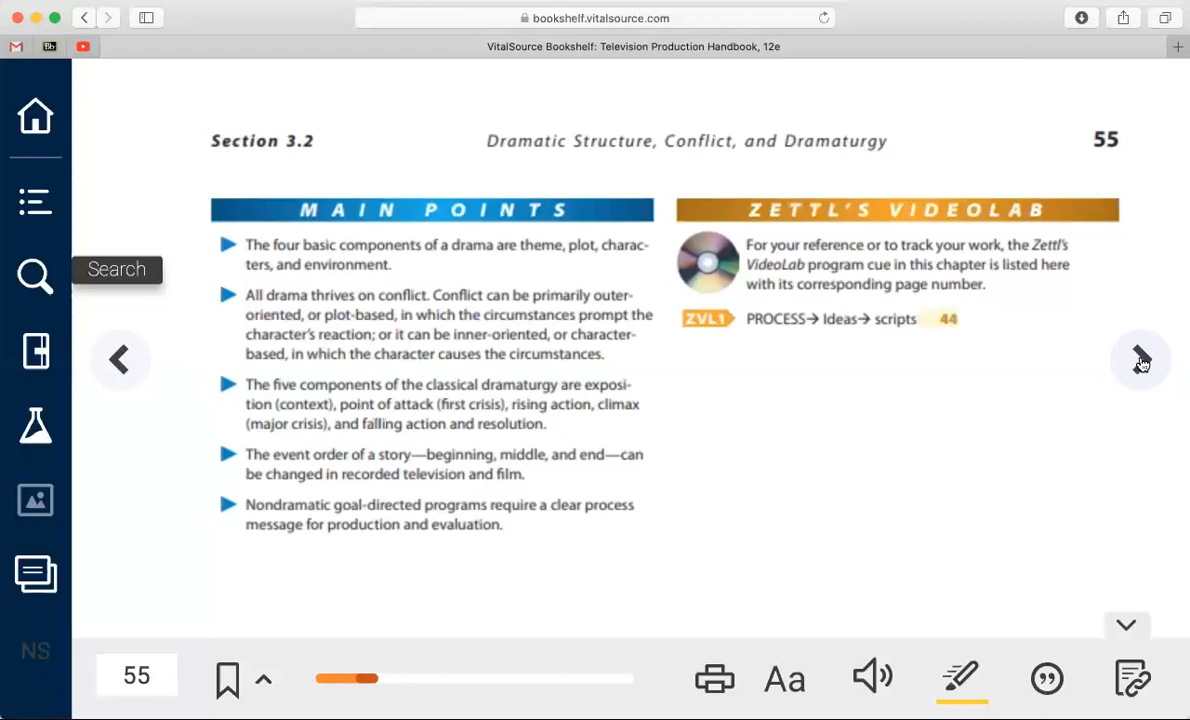 bookshelf.vitalsource.com
Bb
VitalSource Bookshelf: Television Production Handbook, 12e
Section 3.2
Dramatic Structure, Conflict, and Dramaturgy
55
MAIN POINTS
The four basic components of a drama are theme, plot, charac-
ters, and environment.
All drama thrives on conflict. Conflict can be primarily outer-
oriented, or plot-based, in which the circumstances prompt the
character's reaction; or it can be inner-oriented, or character-
based, in which the character causes the circumstances.
The five components of the classical dramaturgy are exposi-
tion (context), point of attack (first crisis), rising action, climax
(major crisis), and falling action and resolution.
The event order of a story—beginning, middle, and end—can
be changed in recorded television and film.
Nondramatic goal-directed programs require a clear process
message for production and evaluation.
ZETTL'S VIDEOLAB
For your reference or to track your work, the Zettl's
VideoLab program cue in this chapter is listed here
with its corresponding page number.
ZVL1 PROCESS→ Ideas→ scripts 44
Search
NS
55
Aa